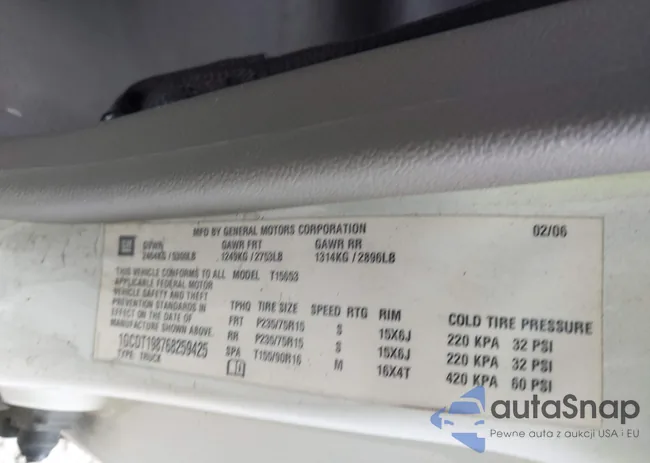 MFD BY GENERAL MOTORS CORPORATION 02/06
GM GVWR GAWR FRT GAWR RR
1249KG/2753LB 1314KG/2896LB
THIS VEHICLE CONFORMS TO ALL MODEL T15653
APPLICABLE FEDERAL MOTOR
VEHICLE SAFETY AND THEFT
PREVENTION STANDARDS IN
EFFECT ON THE DATE OF
MANUFACTURE SHOWN ABOVE.
1GCDT198768259425
TYPE: TRUCK
TPHQ TIRE SIZE SPEED RTG RIM COLD TIRE PRESSURE
FRT P235/75R15 S 15X6J 220 KPA 32 PSI
RR P235/75R15 S 15X6J 220 KPA 32 PSI
SPA T155/90R16 M 16X4T 420 KPA 60 PSI
autaSnap
Pewne auta z aukcji USA i EU